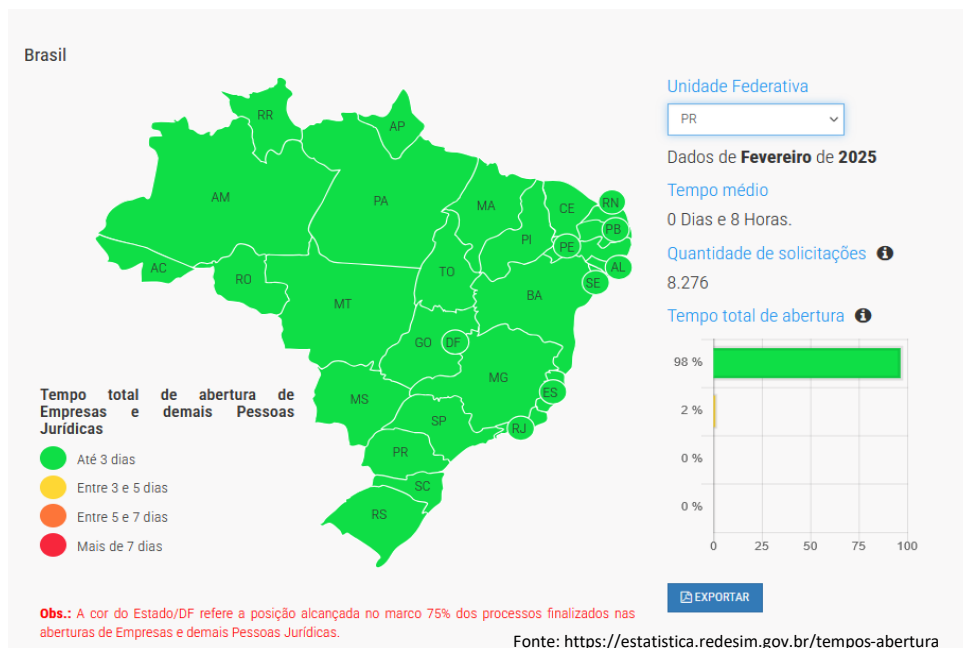 Brasil
RR
AP
AM
PA
MA
CE
RN
PI
PB
PE
AC
RO
TO
AL
SE
MT
BA
GO
DF
MG
MS
ES
SP
RJ
PR
SC
RS
Tempo total de abertura de
Empresas e demais Pessoas
Jurídicas
Até 3 dias
Entre 3 e 5 dias
Entre 5 e 7 dias
Mais de 7 dias
Obs.: A cor do Estado/DF refere a posição alcançada no marco 75% dos processos finalizados nas
aberturas de Empresas e demais Pessoas Jurídicas.
Unidade Federativa
PR
Dados de Fevereiro de 2025
Tempo médio
0 Dias e 8 Horas.
Quantidade de solicitações
8.276
Tempo total de abertura
98 %
2 %
0 %
0 %
0 25 50 75 100
EXPORTAR
Fonte: https://estatistica.redesim.gov.br/tempos-abertura